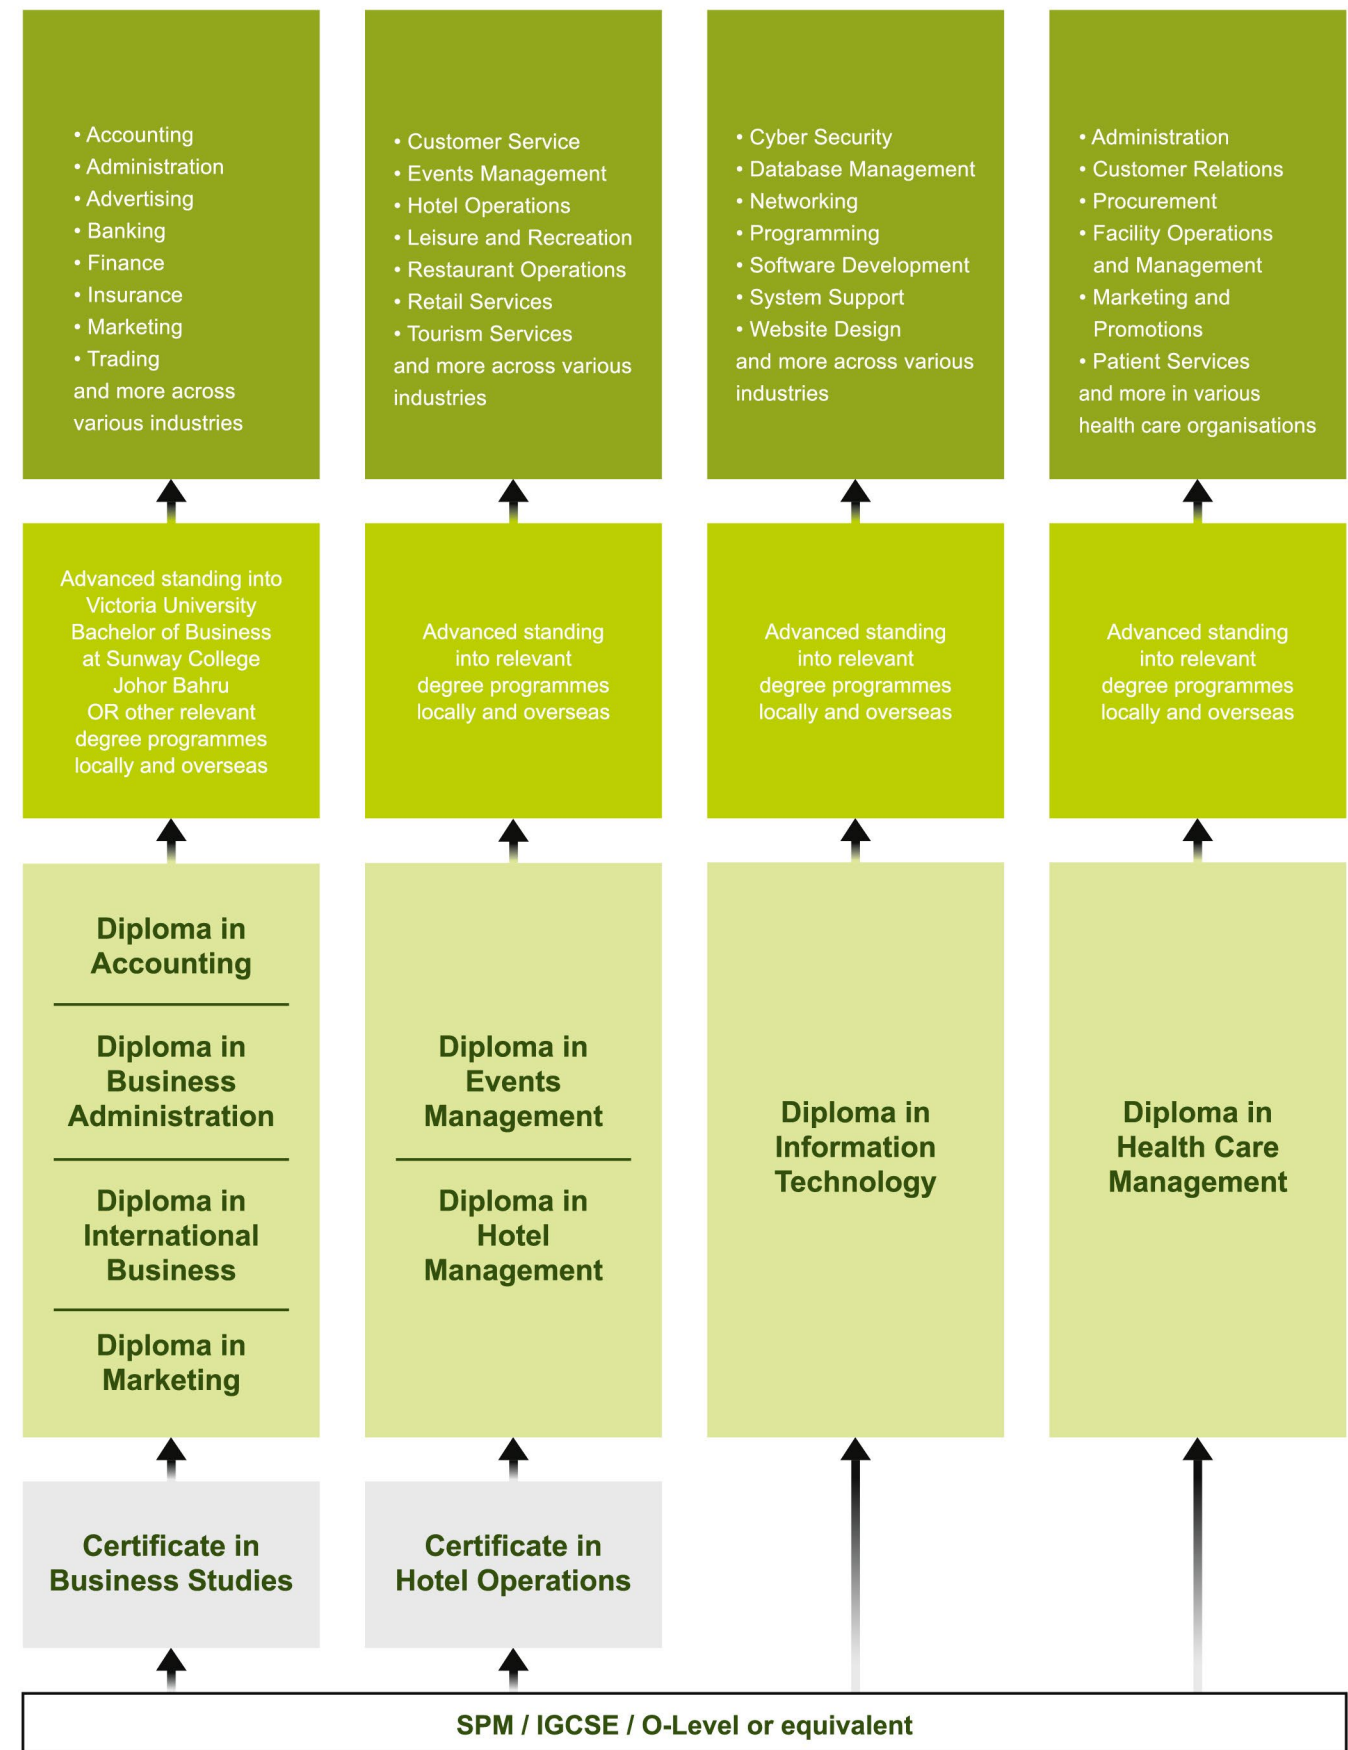 • Accounting
• Administration
• Advertising
• Banking
• Finance
• Insurance
• Marketing
• Trading
and more across
various industries
• Customer Service
• Events Management
• Hotel Operations
• Leisure and Recreation
• Restaurant Operations
• Retail Services
• Tourism Services
and more across various
industries
• Cyber Security
• Database Management
• Networking
• Programming
• Software Development
• System Support
• Website Design
and more across various
industries
• Administration
• Customer Relations
• Procurement
• Facility Operations
and Management
• Marketing and
Promotions
• Patient Services
and more in various
health care organisations
Advanced standing into
Victoria University
Bachelor of Business
at Sunway College
Johor Bahru
OR other relevant
degree programmes
locally and overseas
Advanced standing
into relevant
degree programmes
locally and overseas
Advanced standing
into relevant
degree programmes
locally and overseas
Advanced standing
into relevant
degree programmes
locally and overseas
Diploma in
Accounting
Diploma in
Business
Administration
Diploma in
International
Business
Diploma in
Marketing
Diploma in
Events
Management
Diploma in
Hotel
Management
Diploma in
Information
Technology
Diploma in
Health Care
Management
Certificate in
Business Studies
Certificate in
Hotel Operations
SPM / IGCSE / O-Level or equivalent